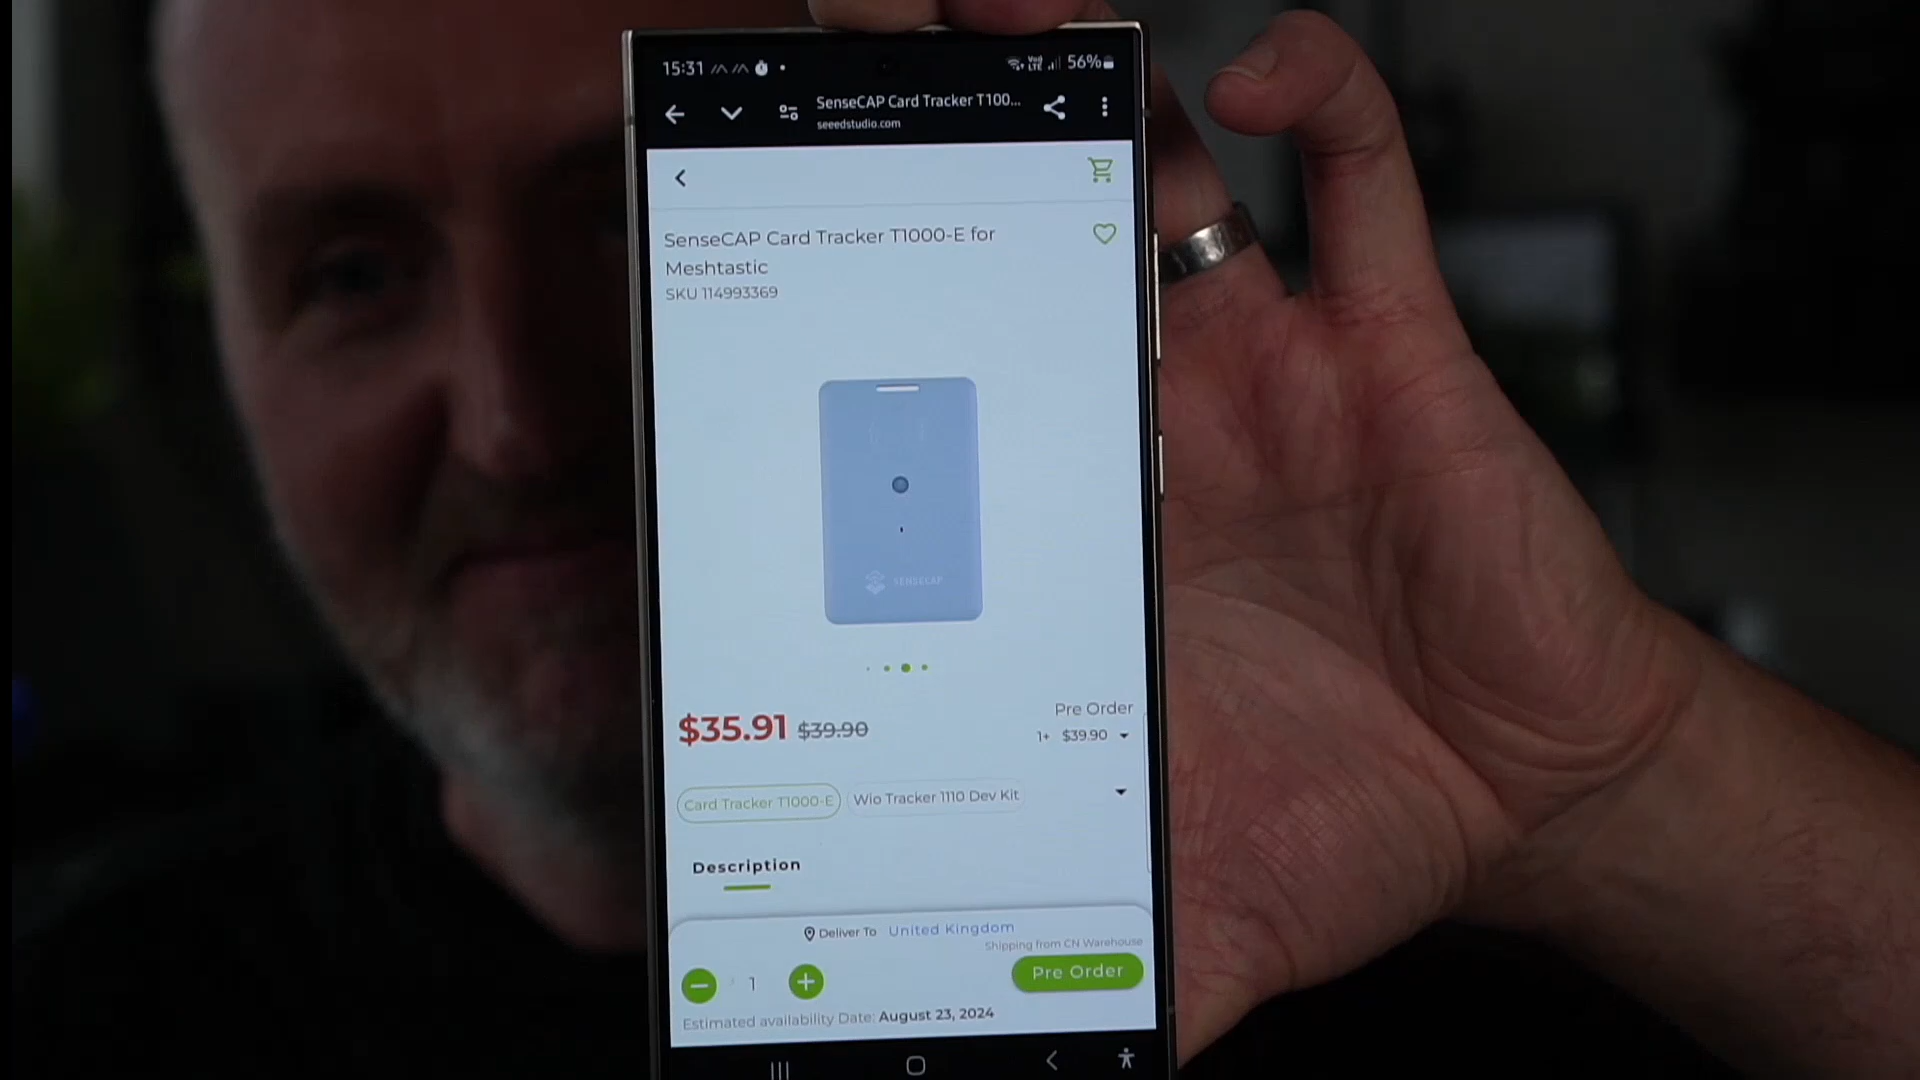 15:31
VoD LTE
56%
SenseCAP Card Tracker T100...
seeedstudio.com
SenseCAP Card Tracker T1000-E for
Meshtastic
SKU 114993369
SENSECAP
$35.91 $39.90
Pre Order
1+ $39.90
Card Tracker T1000-E
Wio Tracker 1110 Dev Kit
Description
Deliver To United Kingdom
Shipping from CN Warehouse
1
Pre Order
Estimated availability Date: August 23, 2024